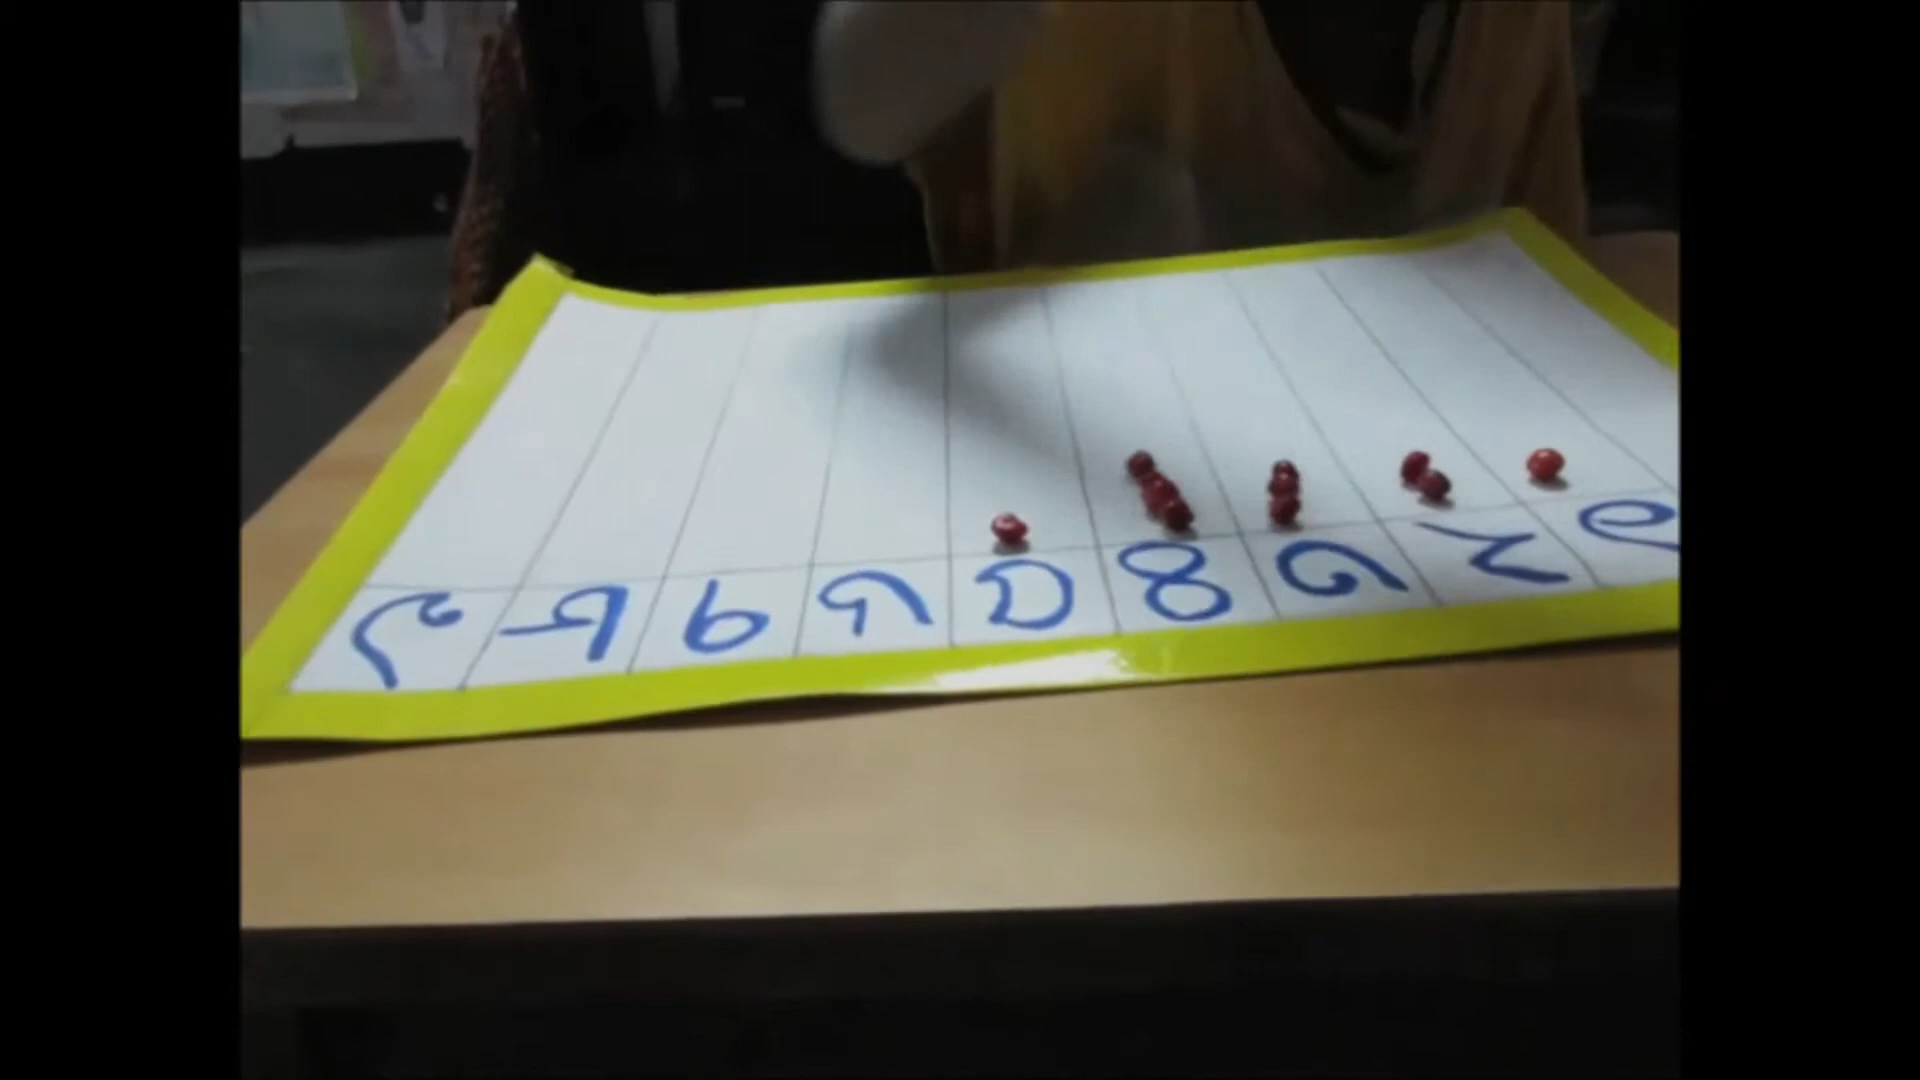 ১ ২ ৩ ৪ ৫ ৬ ৭ ৮ ৯